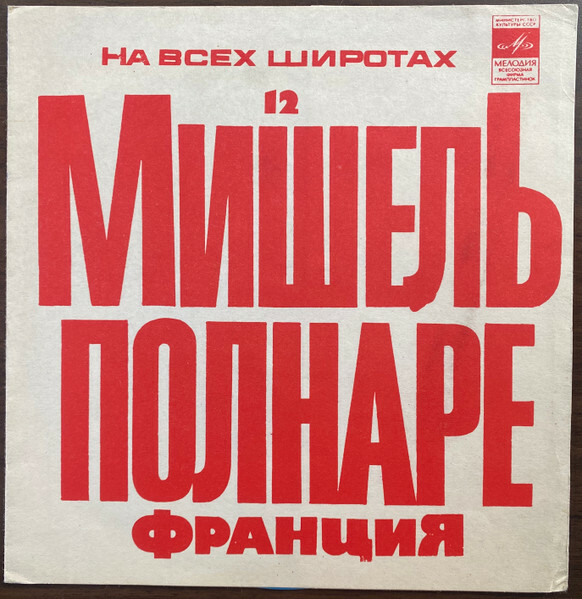 НА ВСЕХ ШИРОТАХ
12
МИШЕЛЬ
ПОЛНАРЕ
ФРАНЦИЯ
МИНИСТЕРСТВО
КУЛЬТУРЫ СССР
МЕЛОДИЯ
ВСЕСОЮЗНАЯ
ФИРМА
ГРАМПЛАСТИНОК